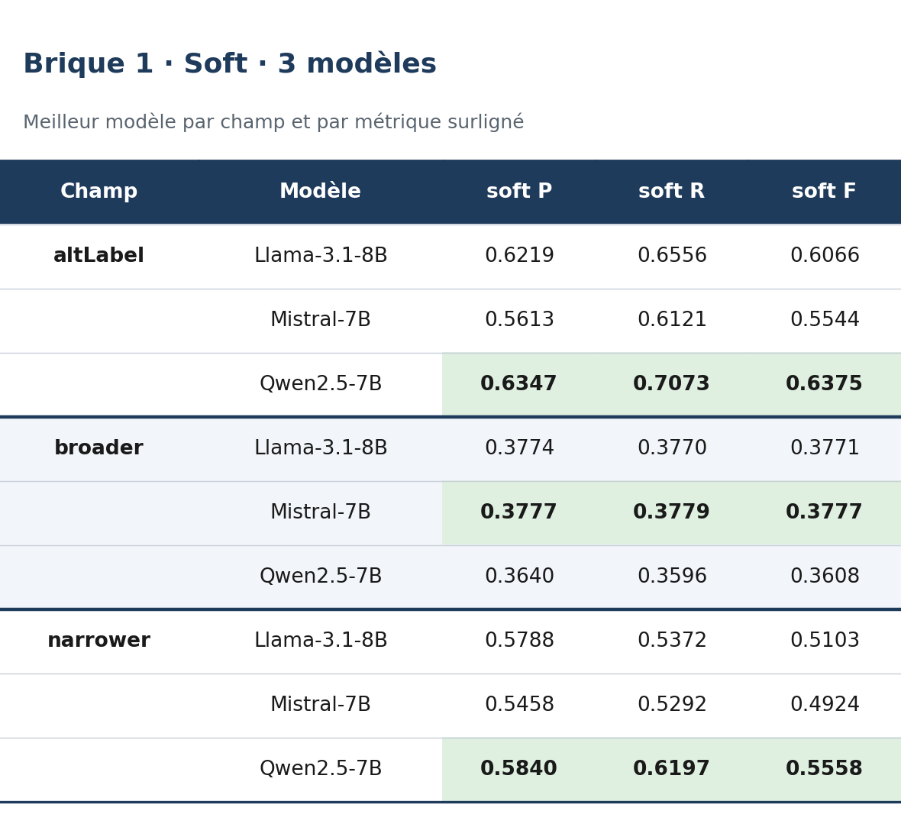 Brique 1 · Soft · 3 modèles
Meilleur modèle par champ et par métrique surligné
Champ Modèle soft P soft R soft F
altLabel Llama-3.1-8B 0.6219 0.6556 0.6066
Mistral-7B 0.5613 0.6121 0.5544
Qwen2.5-7B 0.6347 0.7073 0.6375
broader Llama-3.1-8B 0.3774 0.3770 0.3771
Mistral-7B 0.3777 0.3779 0.3777
Qwen2.5-7B 0.3640 0.3596 0.3608
narrower Llama-3.1-8B 0.5788 0.5372 0.5103
Mistral-7B 0.5458 0.5292 0.4924
Qwen2.5-7B 0.5840 0.6197 0.5558